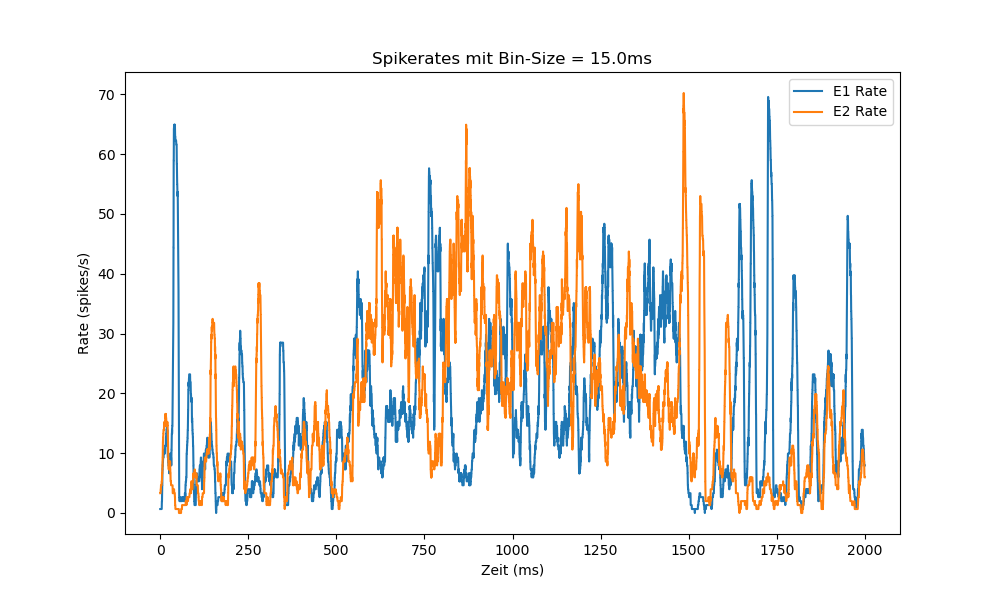 Spikerates mit Bin-Size = 15.0ms
E1 Rate
E2 Rate
Rate (spikes/s)
70
60
50
40
30
20
10
0
0 250 500 750 1000 1250 1500 1750 2000
Zeit (ms)